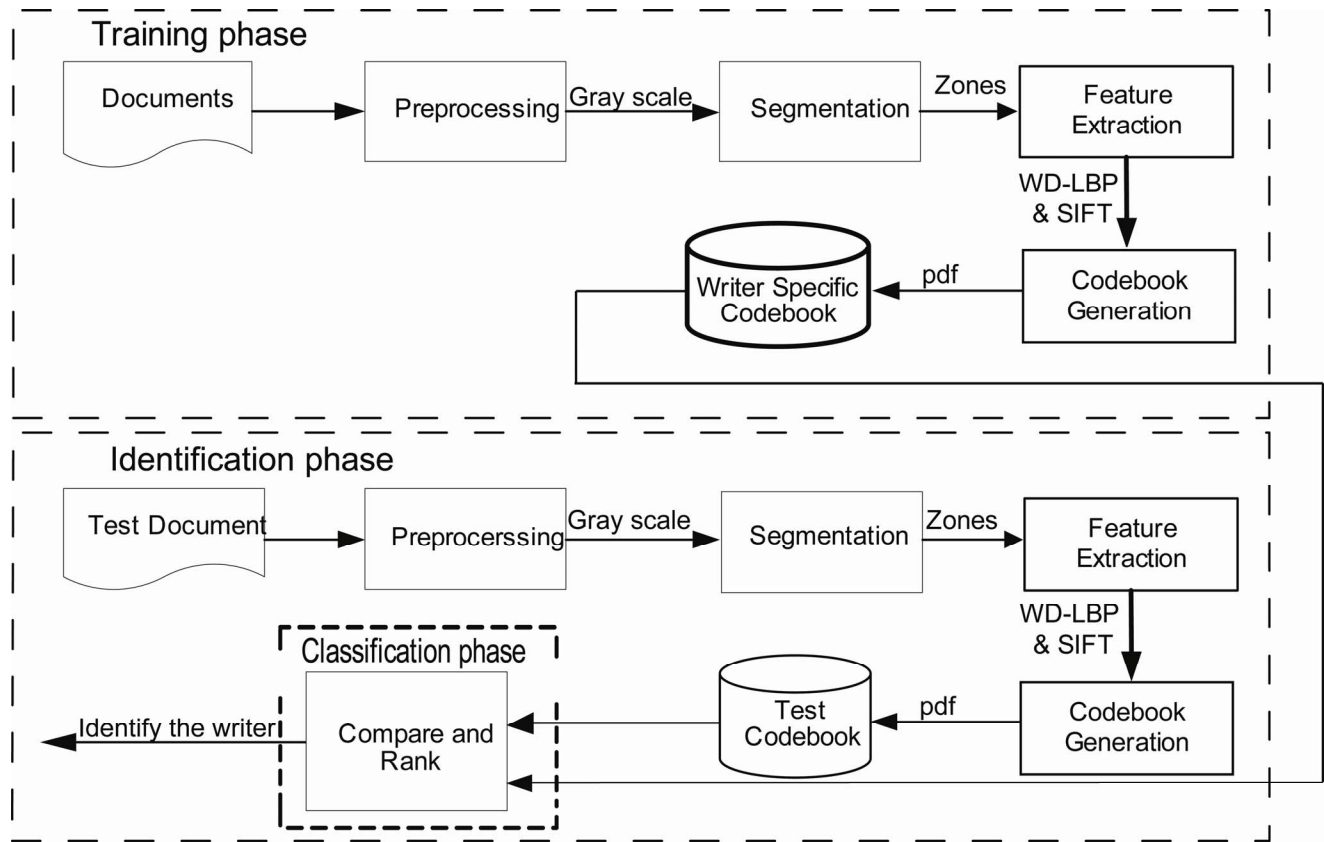 Training phase
Documents
Preprocessing
Gray scale
Segmentation
Zones
Feature
Extraction
WD-LBP
& SIFT
Codebook
Generation
pdf
Writer Specific
Codebook
Identification phase
Test Document
Preprocerssing
Gray scale
Segmentation
Zones
Feature
Extraction
WD-LBP
& SIFT
Codebook
Generation
pdf
Test
Codebook
Classification phase
Compare and
Rank
Identify the writer